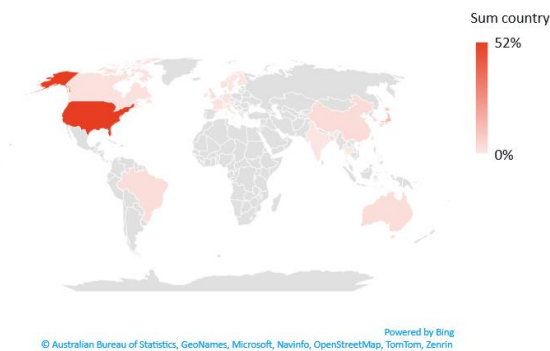 Sum country
52%
0%
Powered by Bing
© Australian Bureau of Statistics, GeoNames, Microsoft, Navinfo, OpenStreetMap, TomTom, Zenrin